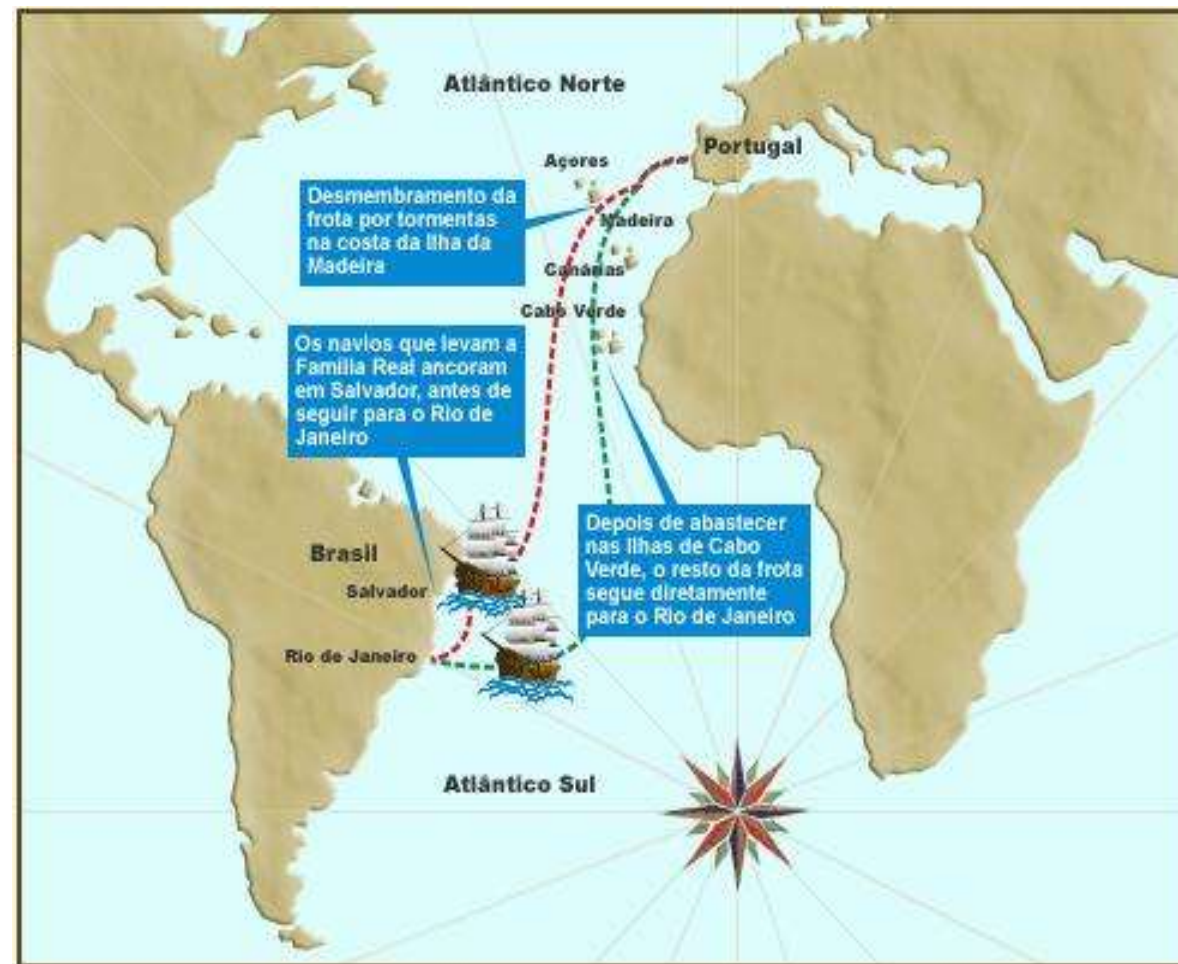 Atlântico Norte
Portugal
Açores
Desmembramento da
frota por tormentas
na costa da Ilha da
Madeira
Madeira
Canárias
Cabo Verde
Os navios que levam a
Família Real ancoram
em Salvador, antes de
seguir para o Rio de
Janeiro
Depois de abastecer
nas Ilhas de Cabo
Verde, o resto da frota
segue diretamente
para o Rio de Janeiro
Brasil
Salvador
Rio de Janeiro
Atlântico Sul